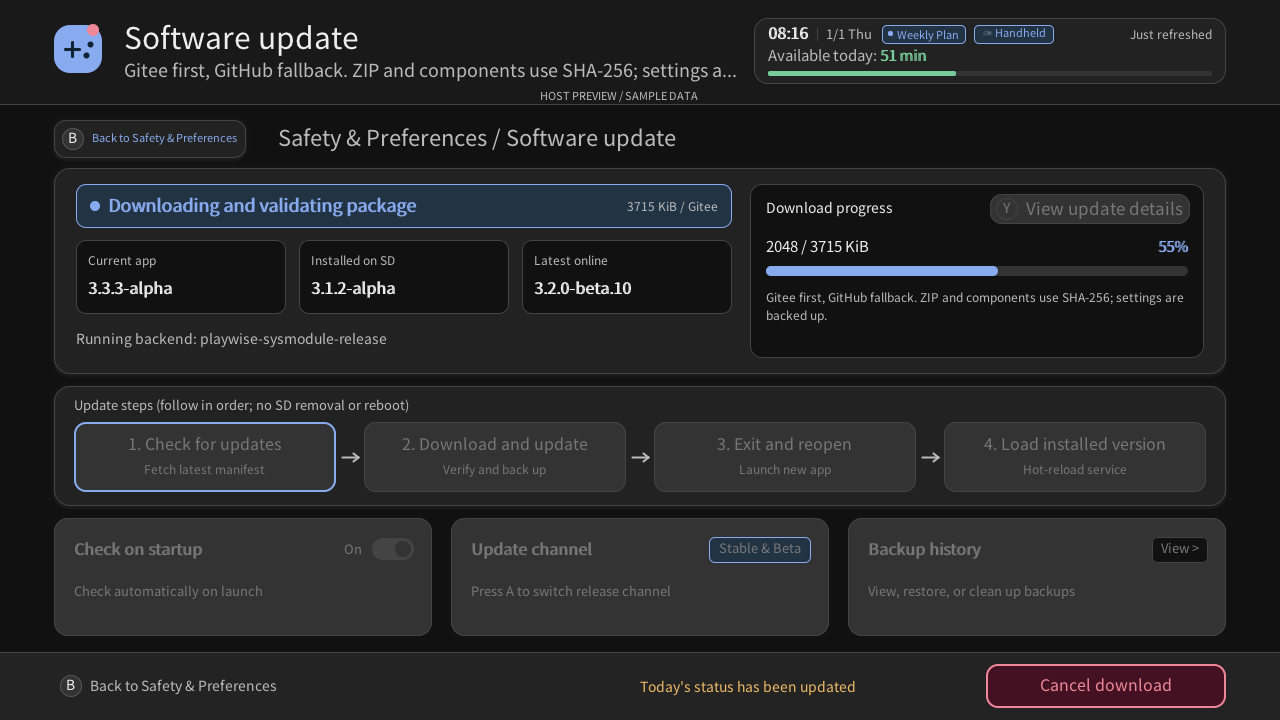 Software update
Gitee first, GitHub fallback. ZIP and components use SHA-256; settings a...
08:16 1/1 Thu Weekly Plan Handheld Just refreshed
Available today: 51 min
HOST PREVIEW / SAMPLE DATA
B Back to Safety & Preferences
Safety & Preferences / Software update
Downloading and validating package 3715 KiB / Gitee
Current app
3.3.3-alpha
Installed on SD
3.1.2-alpha
Latest online
3.2.0-beta.10
Running backend: playwise-sysmodule-release
Download progress
Y View update details
2048 / 3715 KiB 55%
Gitee first, GitHub fallback. ZIP and components use SHA-256; settings are
backed up.
Update steps (follow in order; no SD removal or reboot)
1. Check for updates
Fetch latest manifest
2. Download and update
Verify and back up
3. Exit and reopen
Launch new app
4. Load installed version
Hot-reload service
Check on startup On
Check automatically on launch
Update channel Stable & Beta
Press A to switch release channel
Backup history View >
View, restore, or clean up backups
B Back to Safety & Preferences
Today's status has been updated
Cancel download